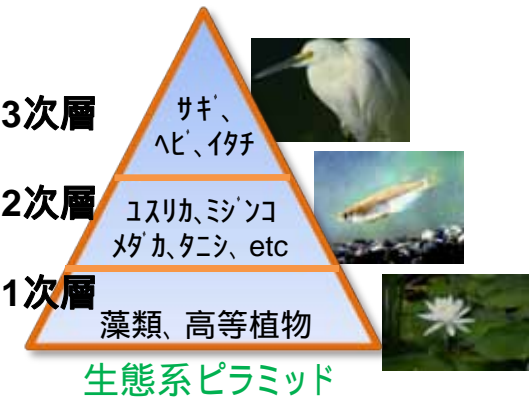 3次層
サギ、
ヘビ、イタチ
2次層
ユスリカ、ミジンコ
メダカ、タニシ、etc
1次層
藻類、高等植物
生態系ピラミッド